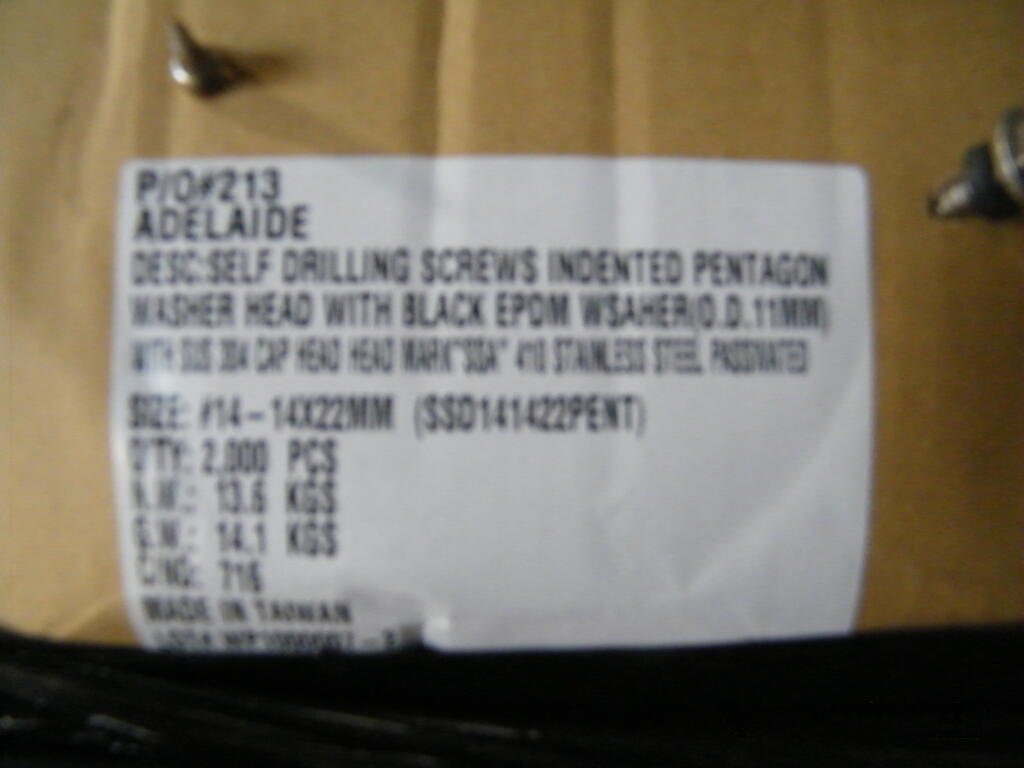 P/O#213
ADELAIDE
DESC:SELF DRILLING SCREWS INDENTED PENTAGON
WASHER HEAD WITH BLACK EPDM WSAHER(O.D.11MM)
WITH SUS 304 CAP HEAD HEAD MARK"SSA" 410 STAINLESS STEEL PASSIVATED
SIZE: #14-14X22MM (SSD141422PENT)
Q'TY: 2,000 PCS
N.W.: 13.6 KGS
G.W.: 14.1 KGS
C/NO: 716
MADE IN TAIWAN